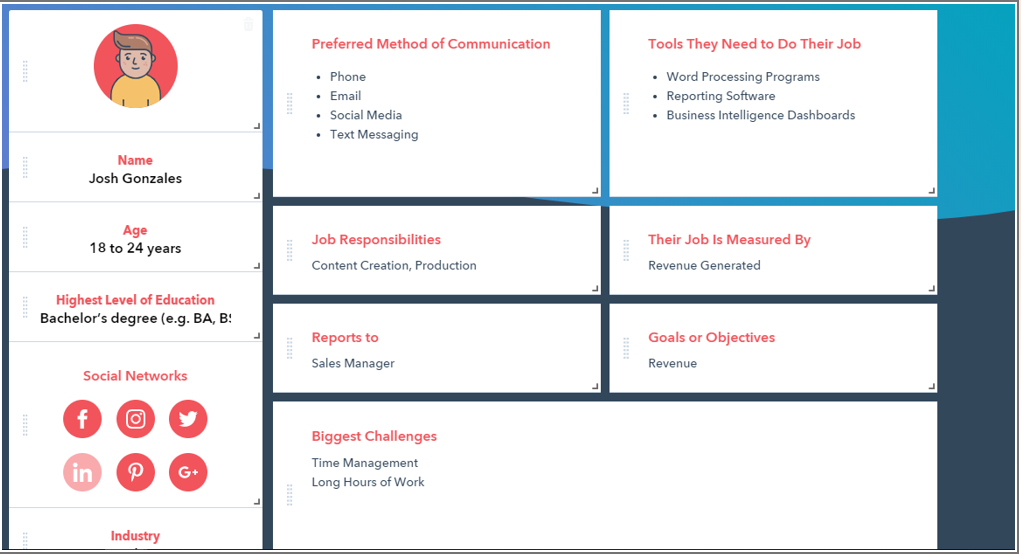 Name
Josh Gonzales
Age
18 to 24 years
Highest Level of Education
Bachelor's degree (e.g. BA, BS
Social Networks
f
in
G+
Industry
Preferred Method of Communication
• Phone
• Email
• Social Media
• Text Messaging
Tools They Need to Do Their Job
• Word Processing Programs
• Reporting Software
• Business Intelligence Dashboards
Job Responsibilities
Content Creation, Production
Their Job Is Measured By
Revenue Generated
Reports to
Sales Manager
Goals or Objectives
Revenue
Biggest Challenges
Time Management
Long Hours of Work